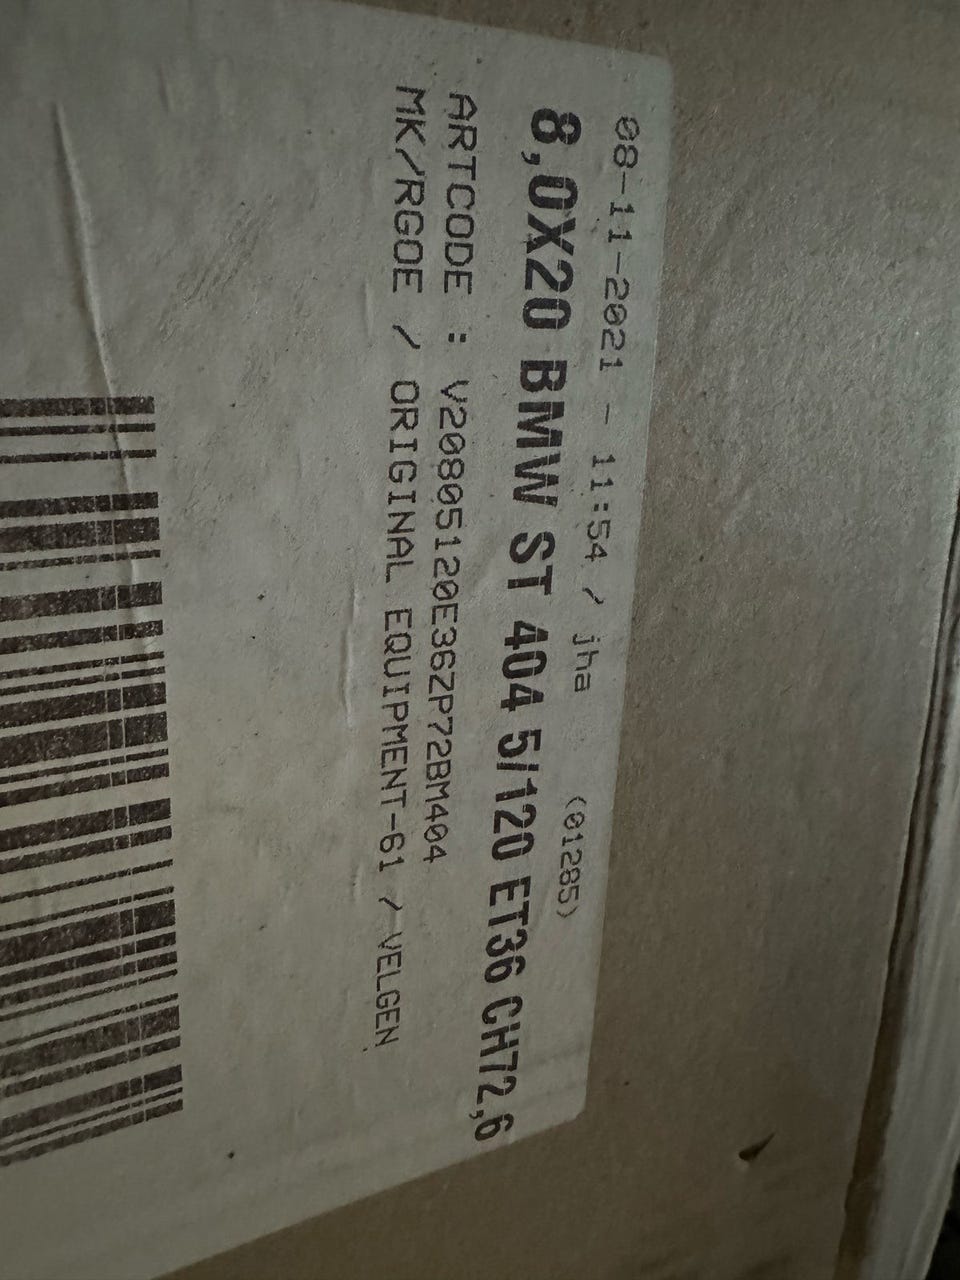 08-11-2021 - 11:54 / jha (01285)
8,0X20 BMW ST 404 5/120 ET36 CH72,6
ARTCODE : V20805120E36ZP72BM404
MK/RGOE / ORIGINAL EQUIPMENT-61 / VELGEN